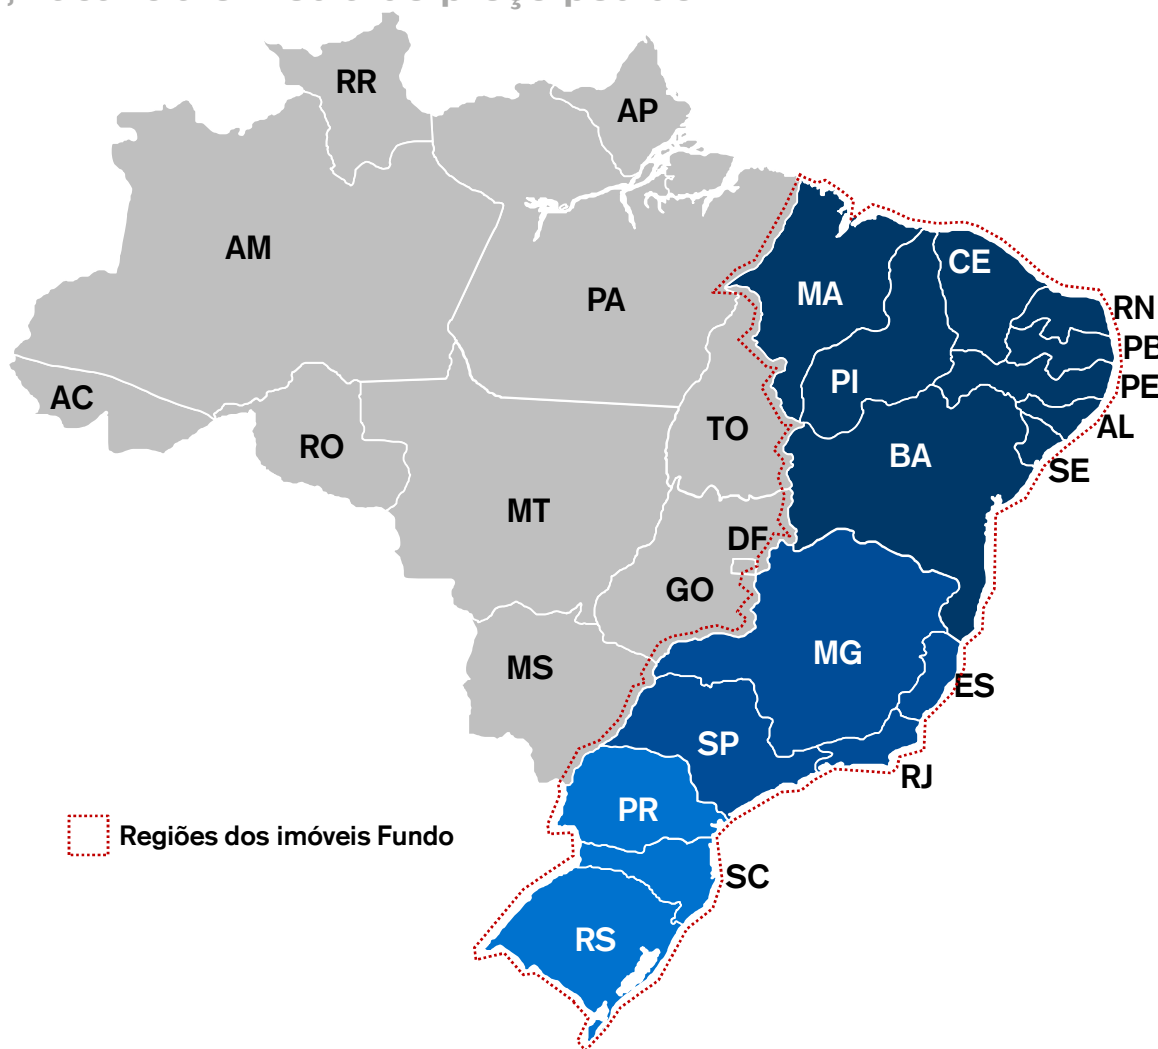 RR
AP
AM
CE
PA
MA
RN
PB
PI
PE
AC
TO
AL
RO
BA
SE
MT
DF
GO
MG
MS
ES
SP
RJ
PR
Regiões dos imóveis Fundo
SC
RS